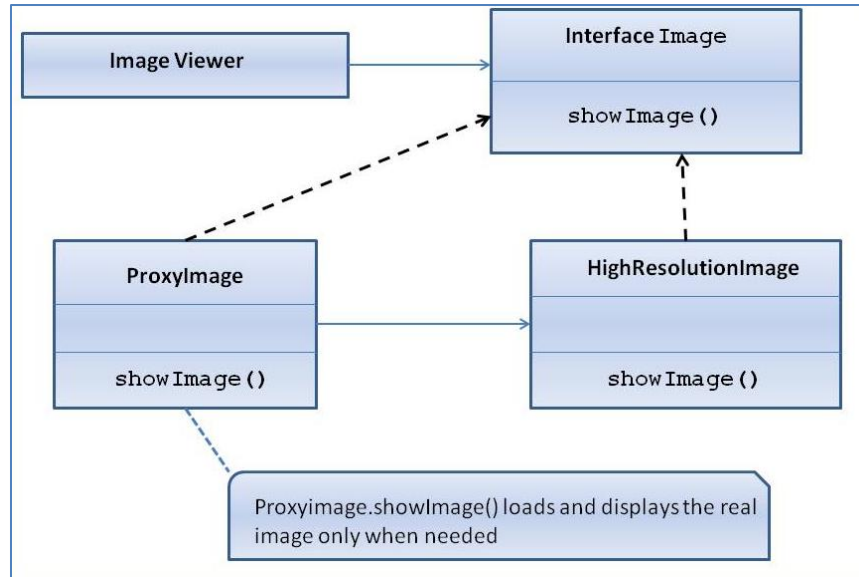 Image Viewer
Interface Image
showImage()
ProxyImage
showImage()
HighResolutionImage
showImage()
Proxyimage.showImage() loads and displays the real
image only when needed